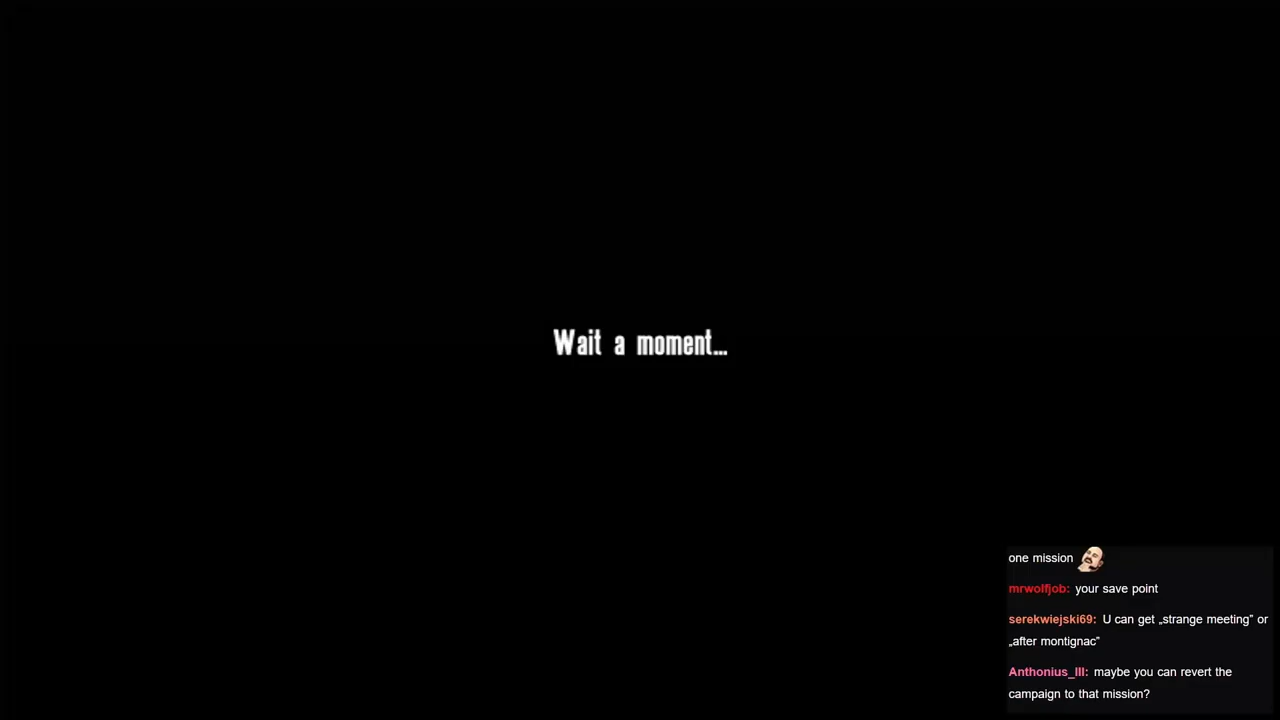 Wait a moment...
one mission
mrwolfjob: your save point
serekwiejski69: U can get „strange meeting” or
„after montignac”
Anthonius_III: maybe you can revert the
campaign to that mission?